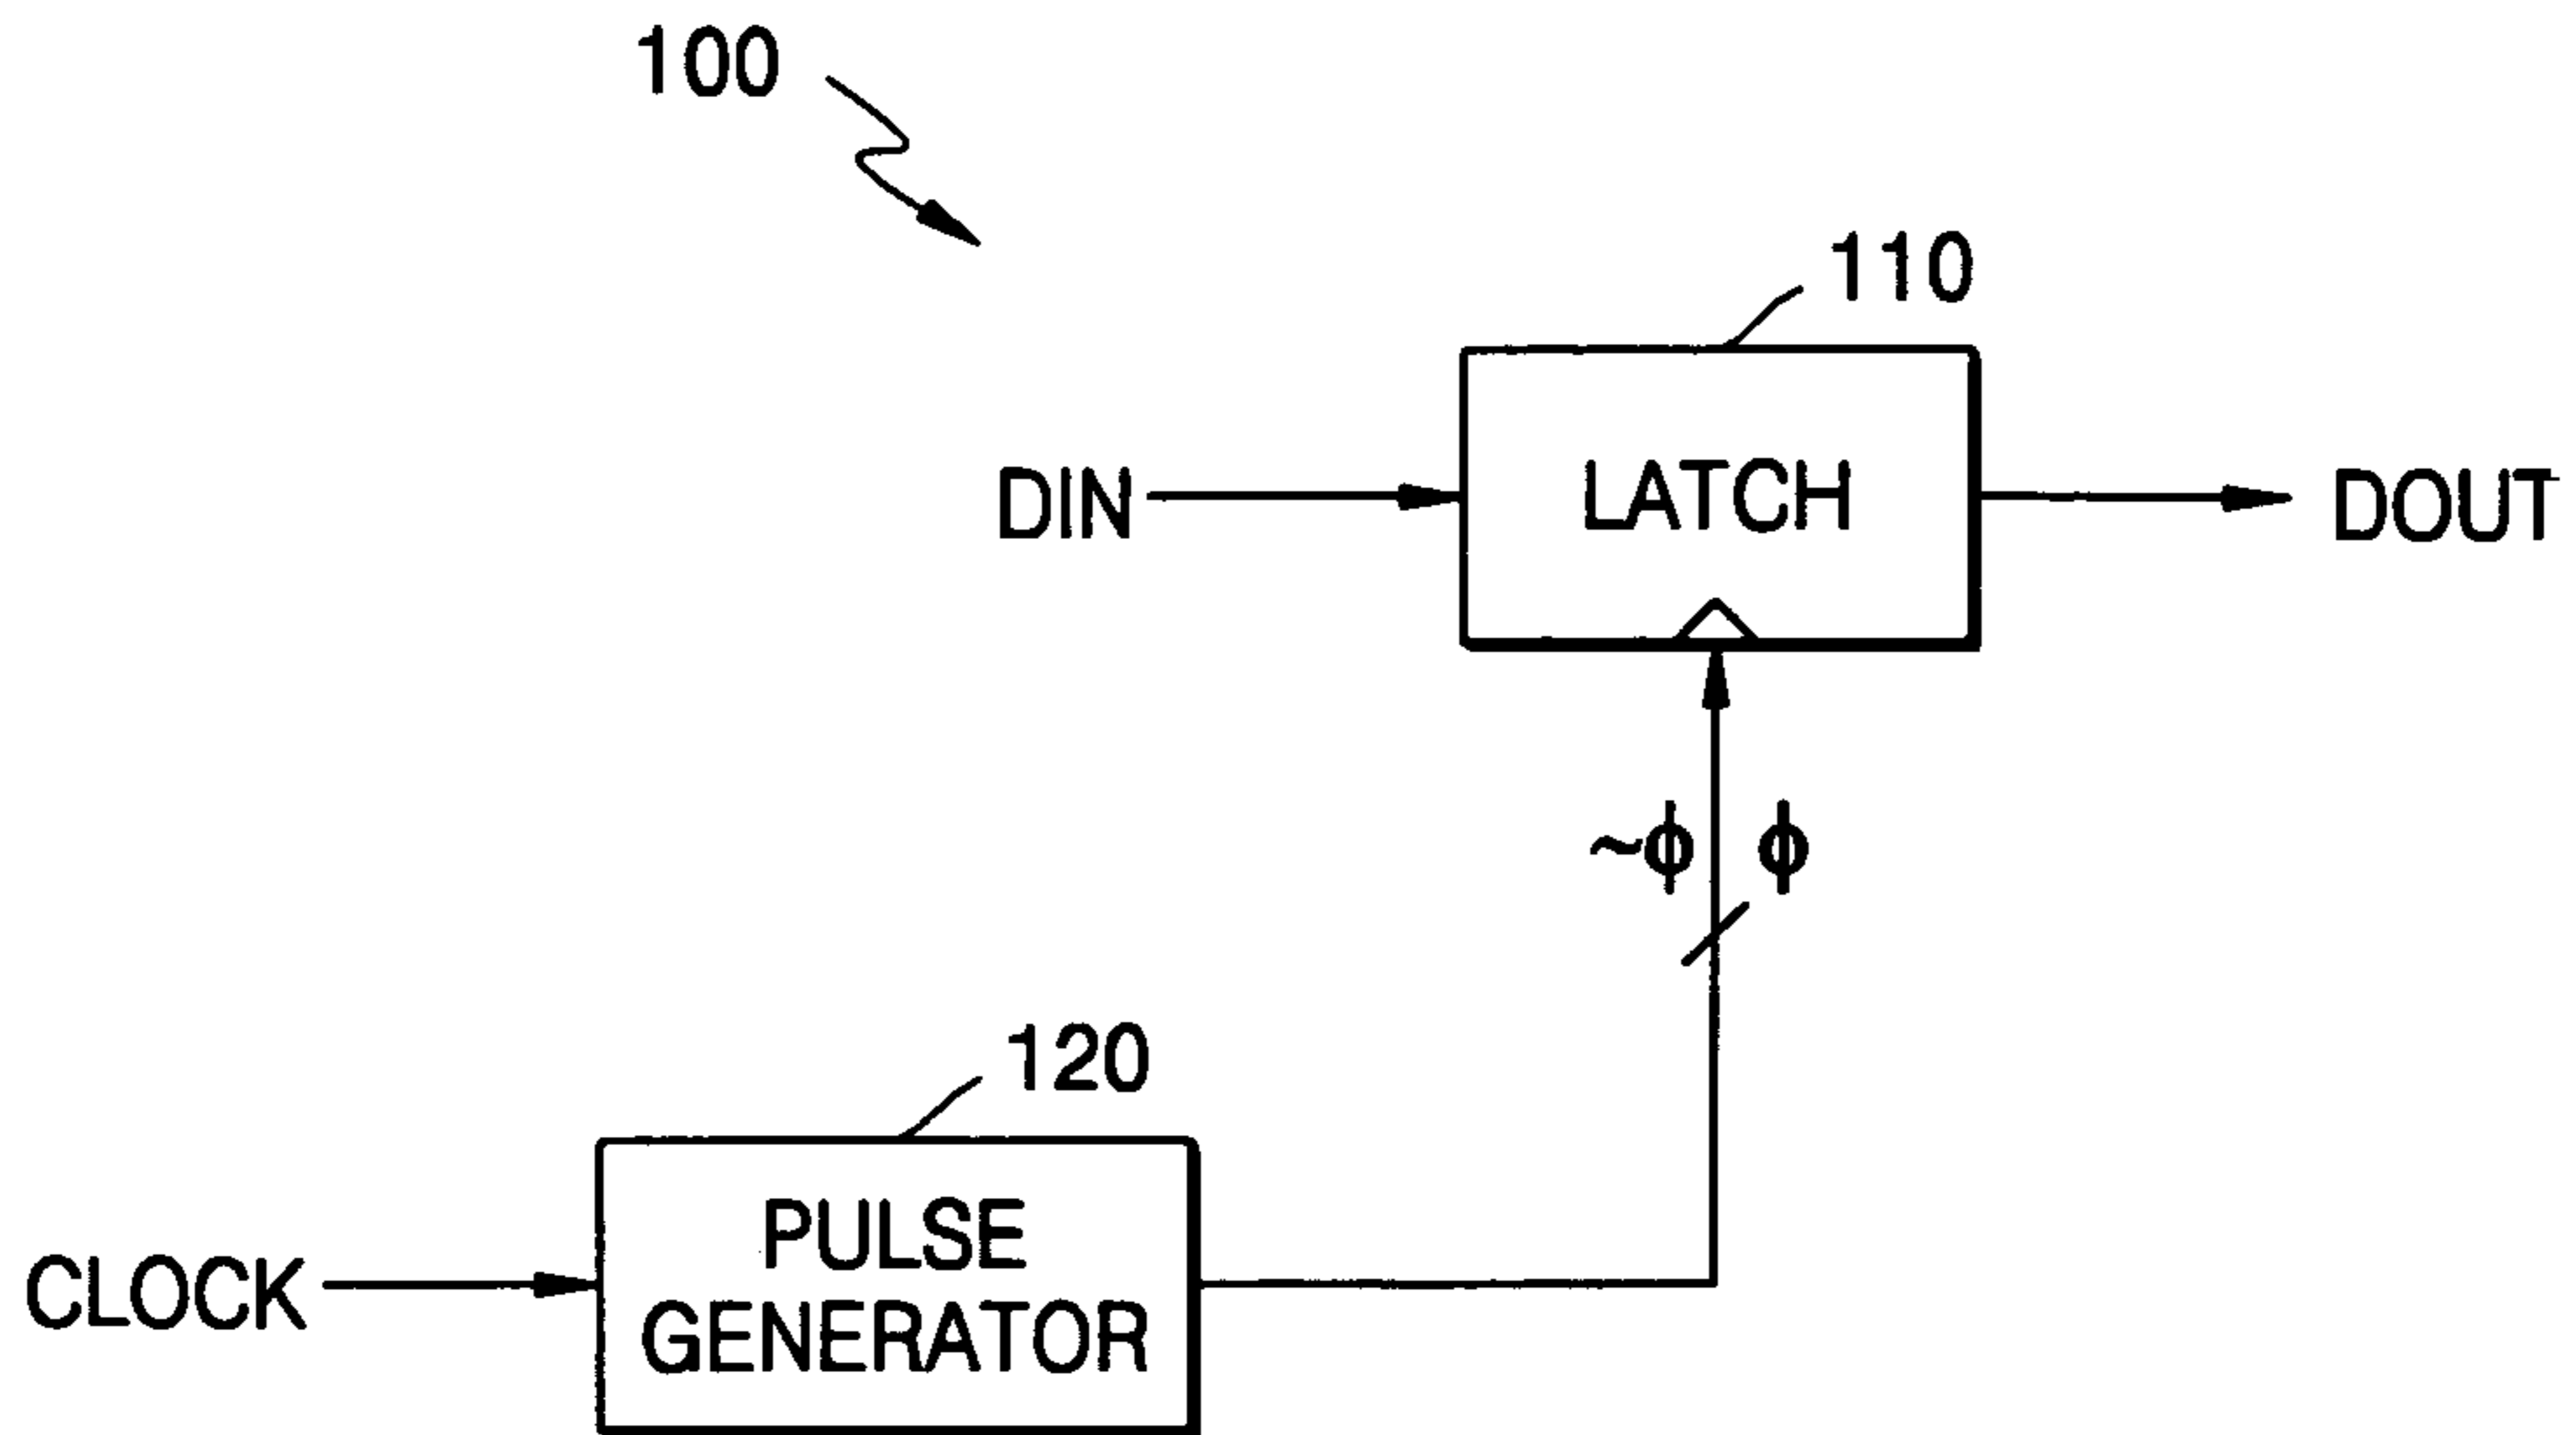 100
110
DIN
LATCH
DOUT
~ϕ ϕ
120
PULSE
GENERATOR
CLOCK